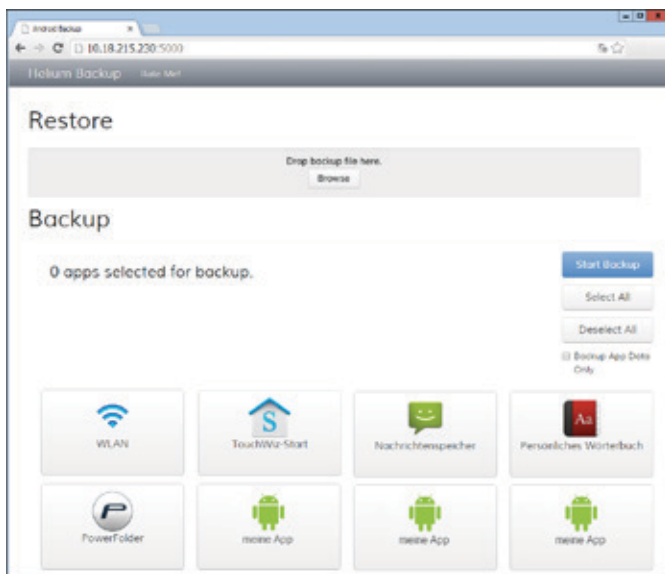 Android Backup
10.18.215.230:5000
Helium Backup Rate Me!
Restore
Drop backup file here.
Browse
Backup
0 apps selected for backup.
Start Backup
Select All
Deselect All
Backup App Data
Only
WLAN
TouchWiz-Start
Nachrichtenspeicher
Persönliches Wörterbuch
PowerFolder
meine App
meine App
meine App